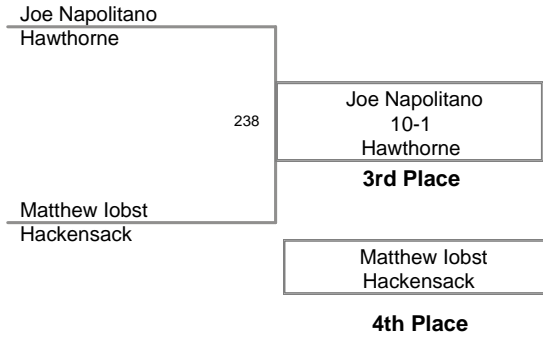 Joe Napolitano
Hawthorne
238
Joe Napolitano
10-1
Hawthorne
3rd Place
Matthew Iobst
Hackensack
Matthew Iobst
Hackensack
4th Place